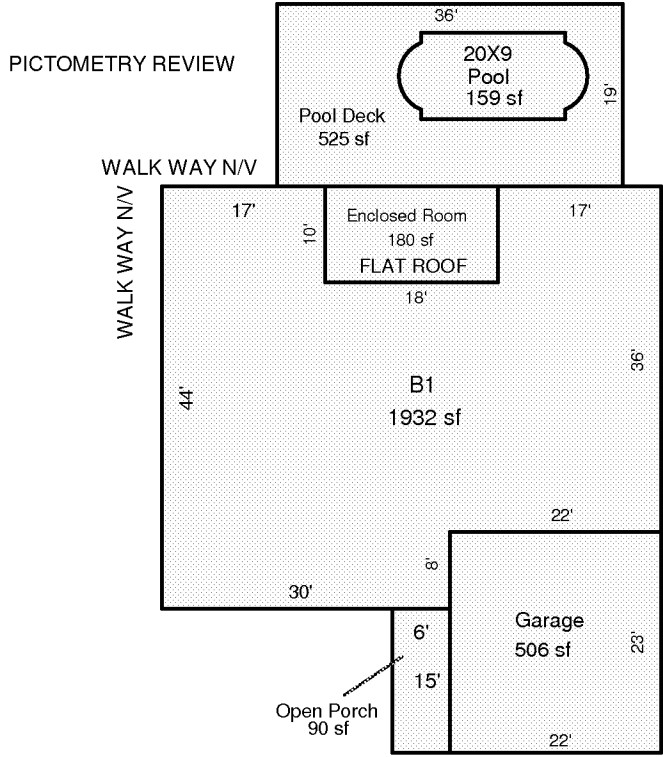 36'
PICTOMETRY REVIEW
20X9
Pool
159 sf
19'
Pool Deck
525 sf
WALK WAY N/V
WALK WAY N/V
17'
10'
Enclosed Room
180 sf
FLAT ROOF
17'
18'
36'
44'
B1
1932 sf
22'
8'
30'
6'
Garage
506 sf
23'
15'
Open Porch
90 sf
22'